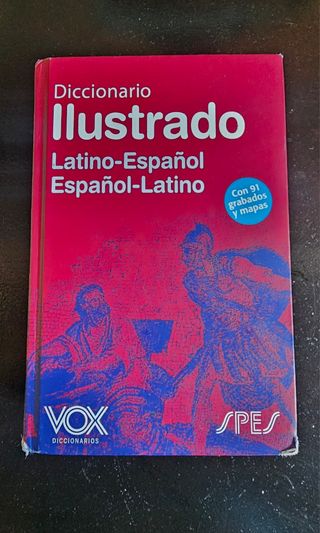 Diccionario
Ilustrado
Latino-Español
Español-Latino
Con 91
grabados
y mapas
VOX
DICCIONARIOS
SPES